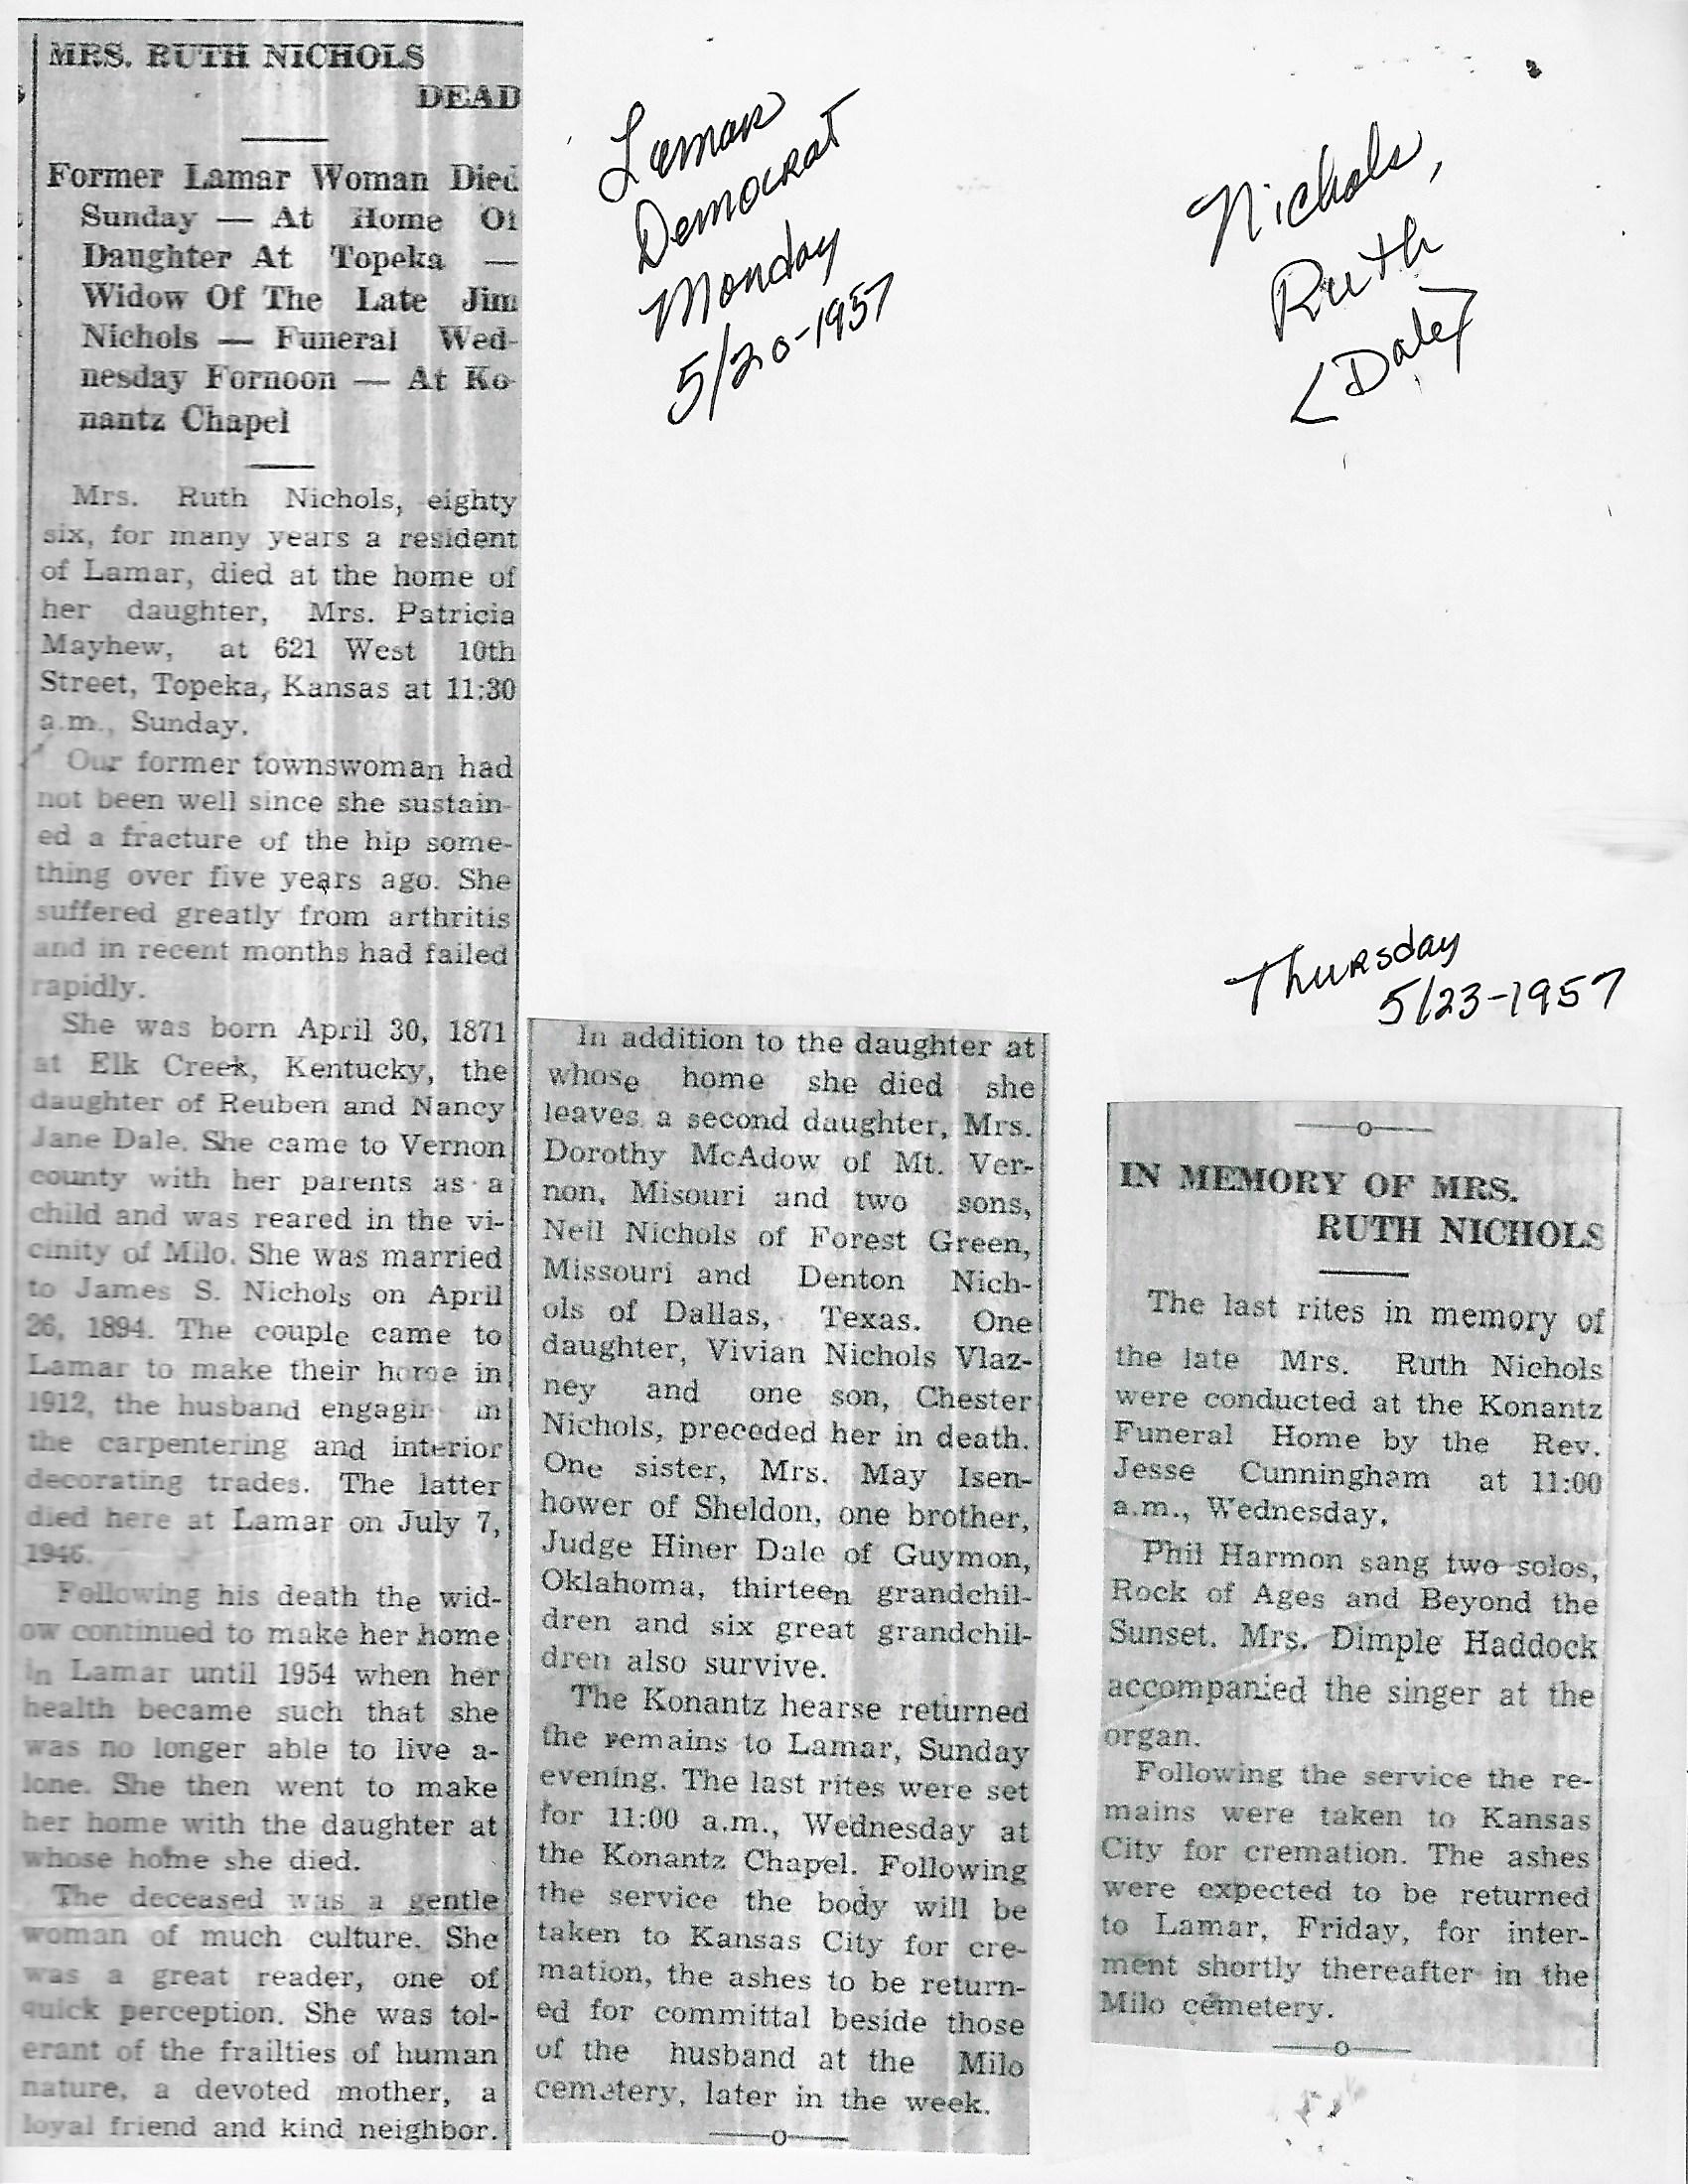 MRS. RUTH NICHOLS
DEAD
Former Lamar Woman Died
Sunday — At Home Of
Daughter At Topeka —
Widow Of The Late Jim
Nichols — Funeral Wed-
nesday Fornoon — At Ko-
nantz Chapel
Mrs. Ruth Nichols, eighty
six, for many years a resident
of Lamar, died at the home of
her daughter, Mrs. Patricia
Mayhew, at 621 West 10th
Street, Topeka, Kansas at 11:30
a.m., Sunday.
Our former townswoman had
not been well since she sustain-
ed a fracture of the hip some-
thing over five years ago. She
suffered greatly from arthritis
and in recent months had failed
rapidly.
She was born April 30, 1871
at Elk Creek, Kentucky, the
daughter of Reuben and Nancy
Jane Dale. She came to Vernon
county with her parents as a
child and was reared in the vi-
cinity of Milo. She was married
to James S. Nichols on April
26, 1894. The couple came to
Lamar to make their home in
1912, the husband engagin in
the carpentering and interior
decorating trades. The latter
died here at Lamar on July 7,
1946.
Following his death the wid-
ow continued to make her home
in Lamar until 1954 when her
health became such that she
was no longer able to live a-
lone. She then went to make
her home with the daughter at
whose home she died.
The deceased was a gentle
woman of much culture. She
was a great reader, one of
quick perception. She was tol-
erant of the frailties of human
nature, a devoted mother, a
loyal friend and kind neighbor.
Lamar
Democrat
Monday
5/20-1957
In addition to the daughter at
whose home she died she
leaves a second daughter, Mrs.
Dorothy McAdow of Mt. Ver-
non, Misouri and two sons,
Neil Nichols of Forest Green,
Missouri and Denton Nich-
ols of Dallas, Texas. One
daughter, Vivian Nichols Vlaz-
ney and one son, Chester
Nichols, preceded her in death.
One sister, Mrs. May Isen-
hower of Sheldon, one brother,
Judge Hiner Dale of Guymon,
Oklahoma, thirteen grandchil-
dren and six great grandchil-
dren also survive.
The Konantz hearse returned
the remains to Lamar, Sunday
evening. The last rites were set
for 11:00 a.m., Wednesday at
the Konantz Chapel. Following
the service the body will be
taken to Kansas City for cre-
mation, the ashes to be return-
ed for committal beside those
of the husband at the Milo
cemetery, later in the week.
—o—
Nichols,
Ruth
<Dale>
Thursday
5/23-1957
—o—
IN MEMORY OF MRS.
RUTH NICHOLS
The last rites in memory of
the late Mrs. Ruth Nichols
were conducted at the Konantz
Funeral Home by the Rev.
Jesse Cunningham at 11:00
a.m., Wednesday.
Phil Harmon sang two solos,
Rock of Ages and Beyond the
Sunset. Mrs. Dimple Haddock
accompanied the singer at the
organ.
Following the service the re-
mains were taken to Kansas
City for cremation. The ashes
were expected to be returned
to Lamar, Friday, for inter-
ment shortly thereafter in the
Milo cemetery.
—o—